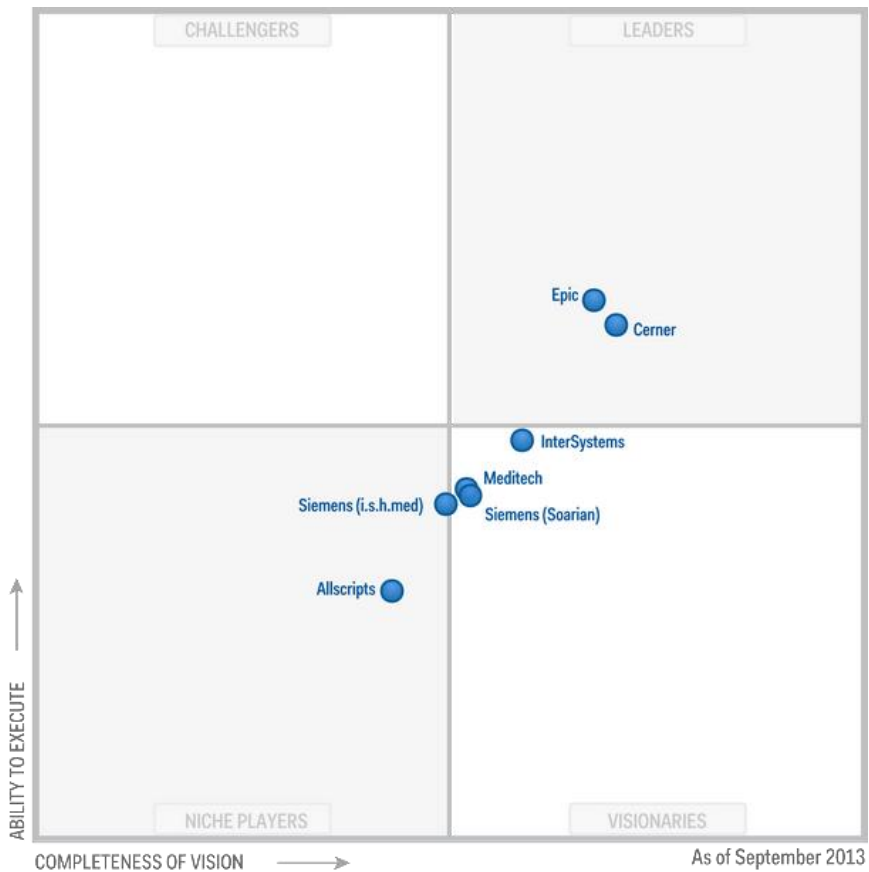 CHALLENGERS
LEADERS
Epic
Cerner
InterSystems
Meditech
Siemens (i.s.h.med)
Siemens (Soarian)
Allscripts
ABILITY TO EXECUTE
NICHE PLAYERS
VISIONARIES
COMPLETENESS OF VISION
As of September 2013